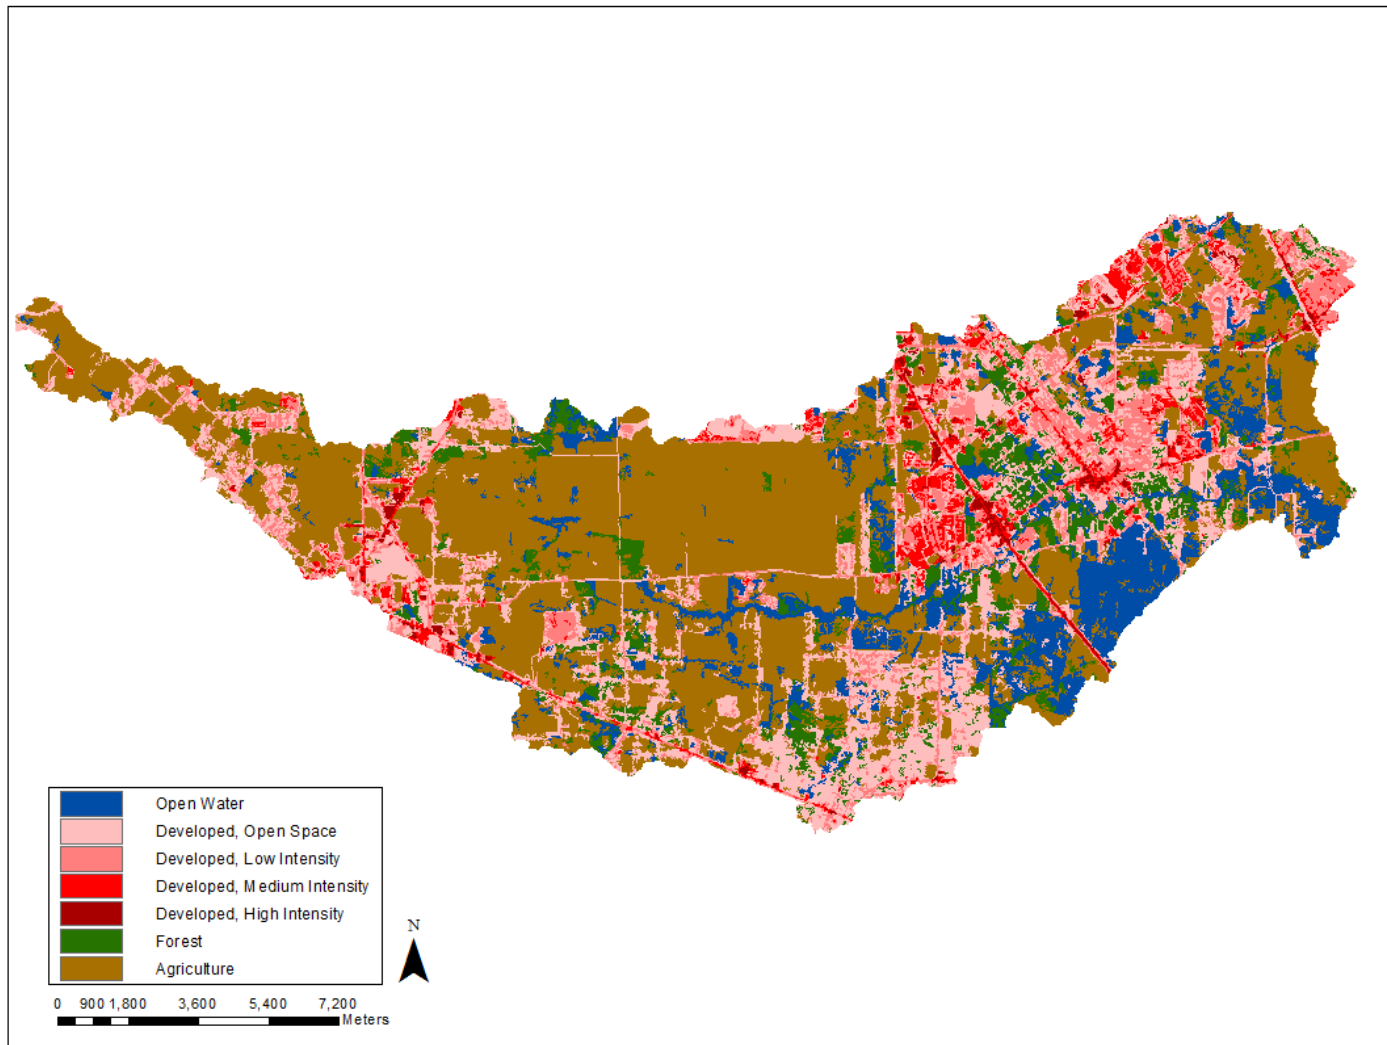 Open Water
Developed, Open Space
Developed, Low Intensity
Developed, Medium Intensity
Developed, High Intensity
Forest
Agriculture
N
0 900 1,800 3,600 5,400 7,200
Meters